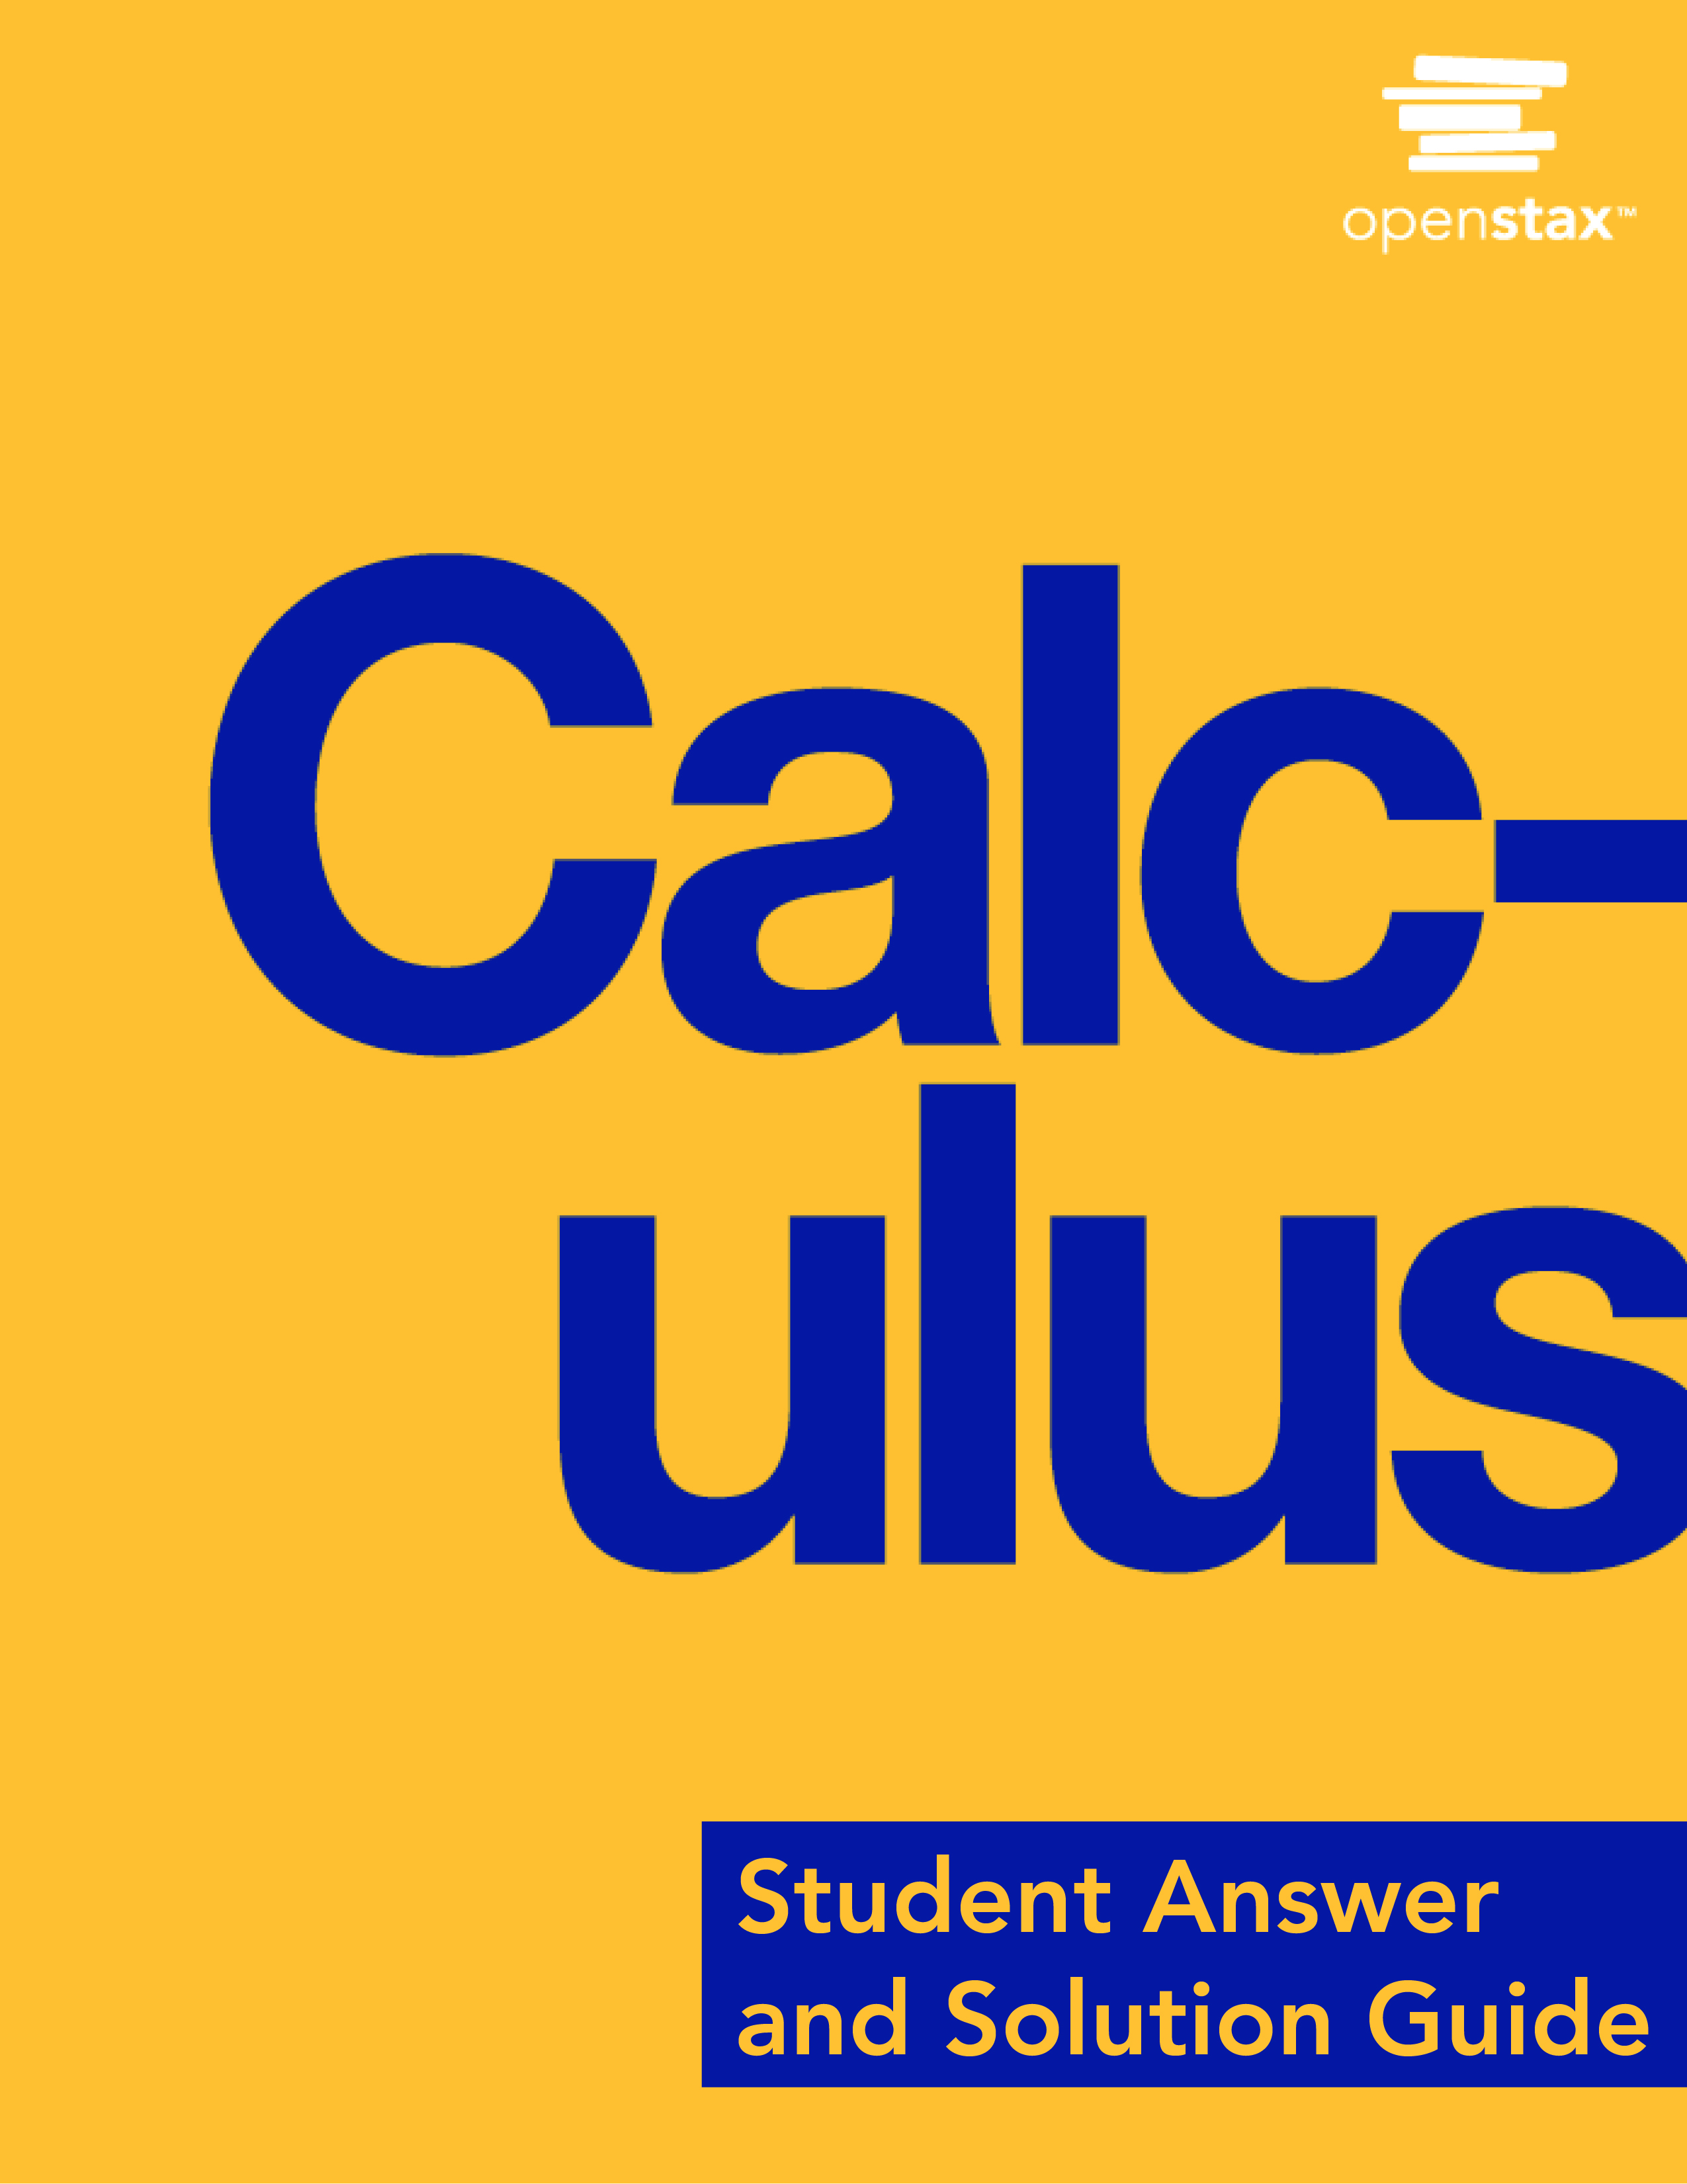 openstax™
Calc-
ulus
Student Answer
and Solution Guide